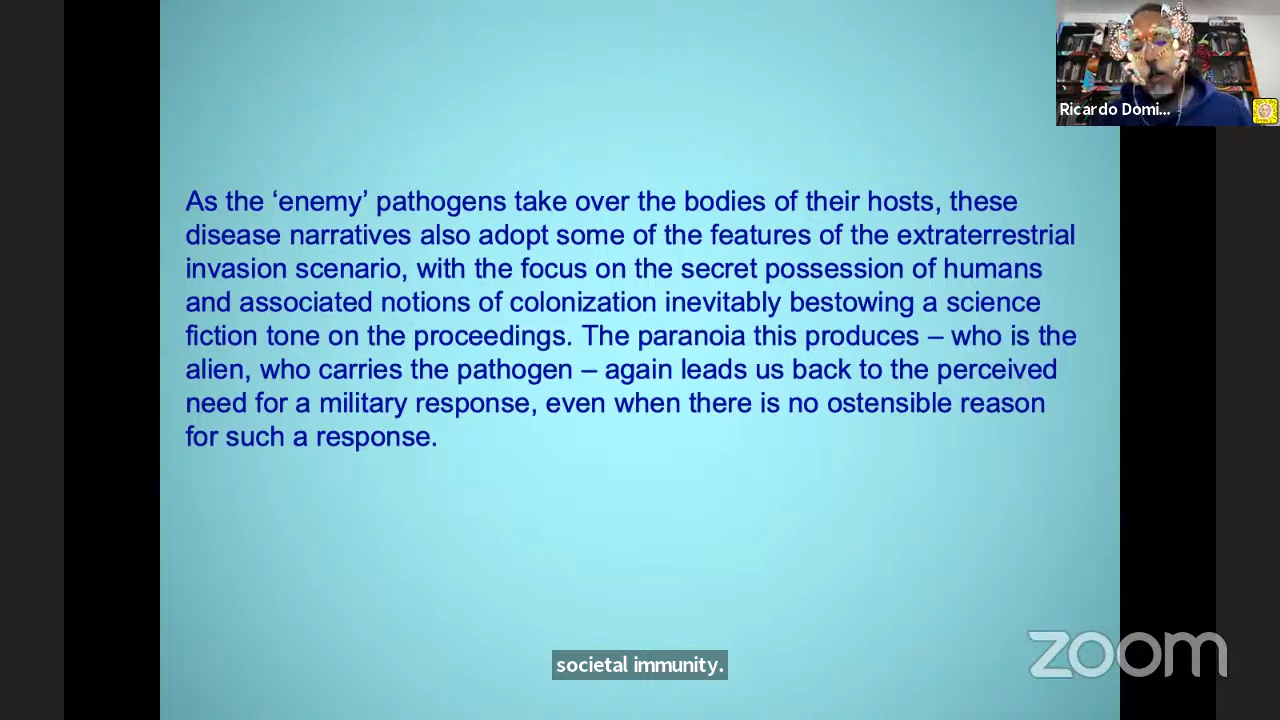 Ricardo Domi...
As the ‘enemy’ pathogens take over the bodies of their hosts, these
disease narratives also adopt some of the features of the extraterrestrial
invasion scenario, with the focus on the secret possession of humans
and associated notions of colonization inevitably bestowing a science
fiction tone on the proceedings. The paranoia this produces – who is the
alien, who carries the pathogen – again leads us back to the perceived
need for a military response, even when there is no ostensible reason
for such a response.
societal immunity.
zoom